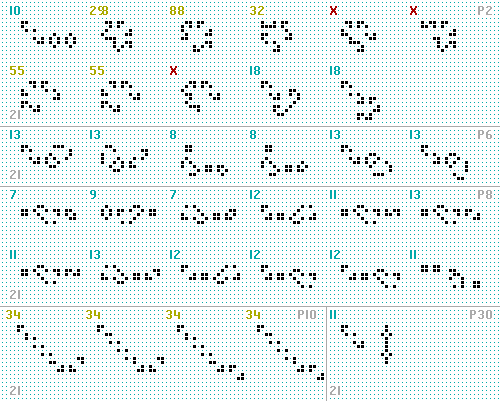 10 298 88 32 X X P2
55 55 X 18 18
21
13 13 8 8 13 13 P6
21
7 9 7 12 11 13 P8
11 13 12 12 12 11
21
34 34 34 34 P10 11 P30
21 21